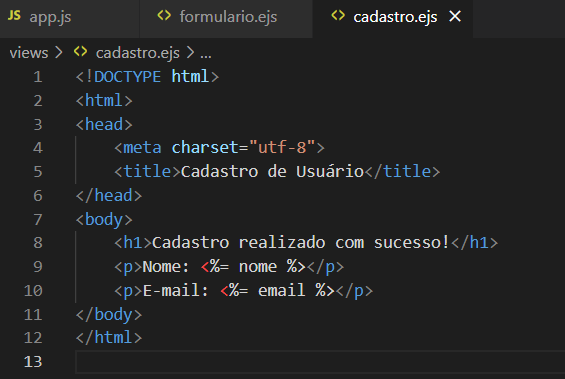 JS app.js <> formulario.ejs <> cadastro.ejs ×
views > <> cadastro.ejs > ...
1 <!DOCTYPE html>
2 <html>
3 <head>
4     <meta charset="utf-8">
5     <title>Cadastro de Usuário</title>
6 </head>
7 <body>
8     <h1>Cadastro realizado com sucesso!</h1>
9     <p>Nome: <%= nome %></p>
10     <p>E-mail: <%= email %></p>
11 </body>
12 </html>
13